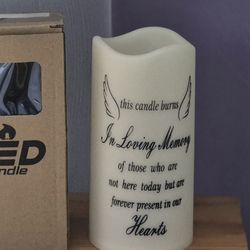 ED
candle
this candle burns
In Loving Memory
of those who are
not here today but are
forever present in our
Hearts